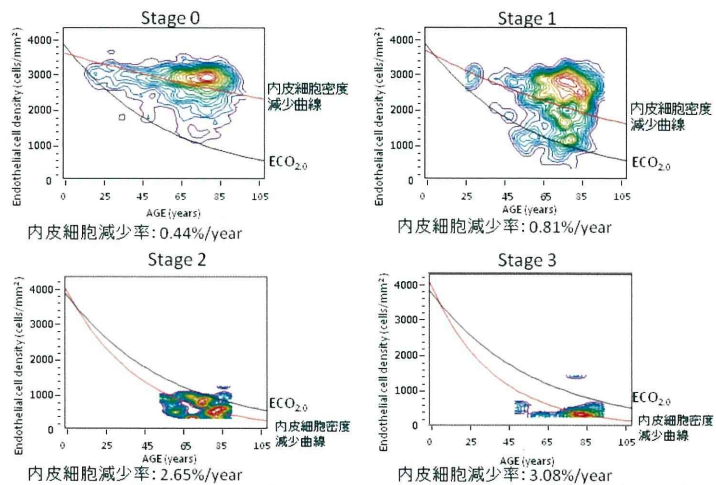 Stage 0
Endothelial cell density (cells/mm²)
4000
3000
2000
1000
0
0 25 45 65 85 105
AGE (years)
内皮細胞密度
減少曲線
ECO2.0
内皮細胞減少率: 0.44%/year
Stage 1
Endothelial cell density (cells/mm²)
4000
3000
2000
1000
0
0 25 45 65 85 105
AGE (years)
内皮細胞密度
減少曲線
ECO2.0
内皮細胞減少率: 0.81%/year
Stage 2
Endothelial cell density (cells/mm²)
4000
3000
2000
1000
0
0 25 45 65 85 105
AGE (years)
ECO2.0
内皮細胞密度
減少曲線
内皮細胞減少率: 2.65%/year
Stage 3
Endothelial cell density (cells/mm²)
4000
3000
2000
1000
0
0 25 45 65 85 105
AGE (years)
ECO2.0
内皮細胞密度
減少曲線
内皮細胞減少率: 3.08%/year